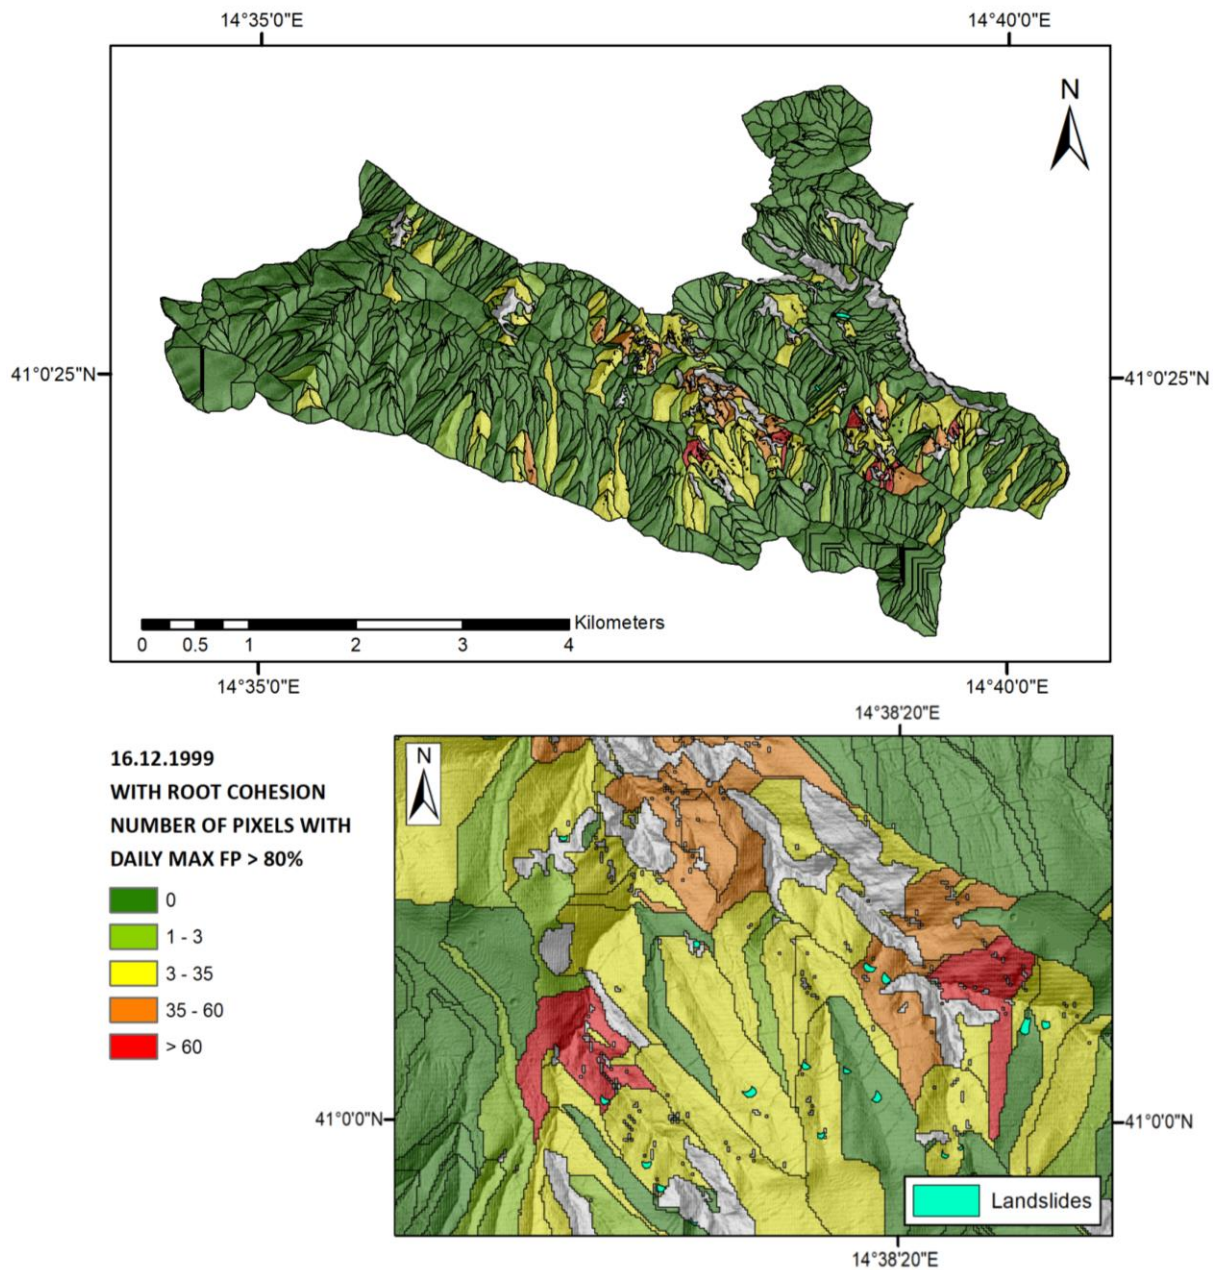 14°35'0"E 14°40'0"E
N
41°0'25"N 41°0'25"N
Kilometers
0 0.5 1 2 3 4
14°35'0"E 14°40'0"E
14°38'20"E
16.12.1999
WITH ROOT COHESION
NUMBER OF PIXELS WITH
DAILY MAX FP > 80%
0
1 - 3
3 - 35
35 - 60
> 60
N
41°0'0"N 41°0'0"N
Landslides
14°38'20"E